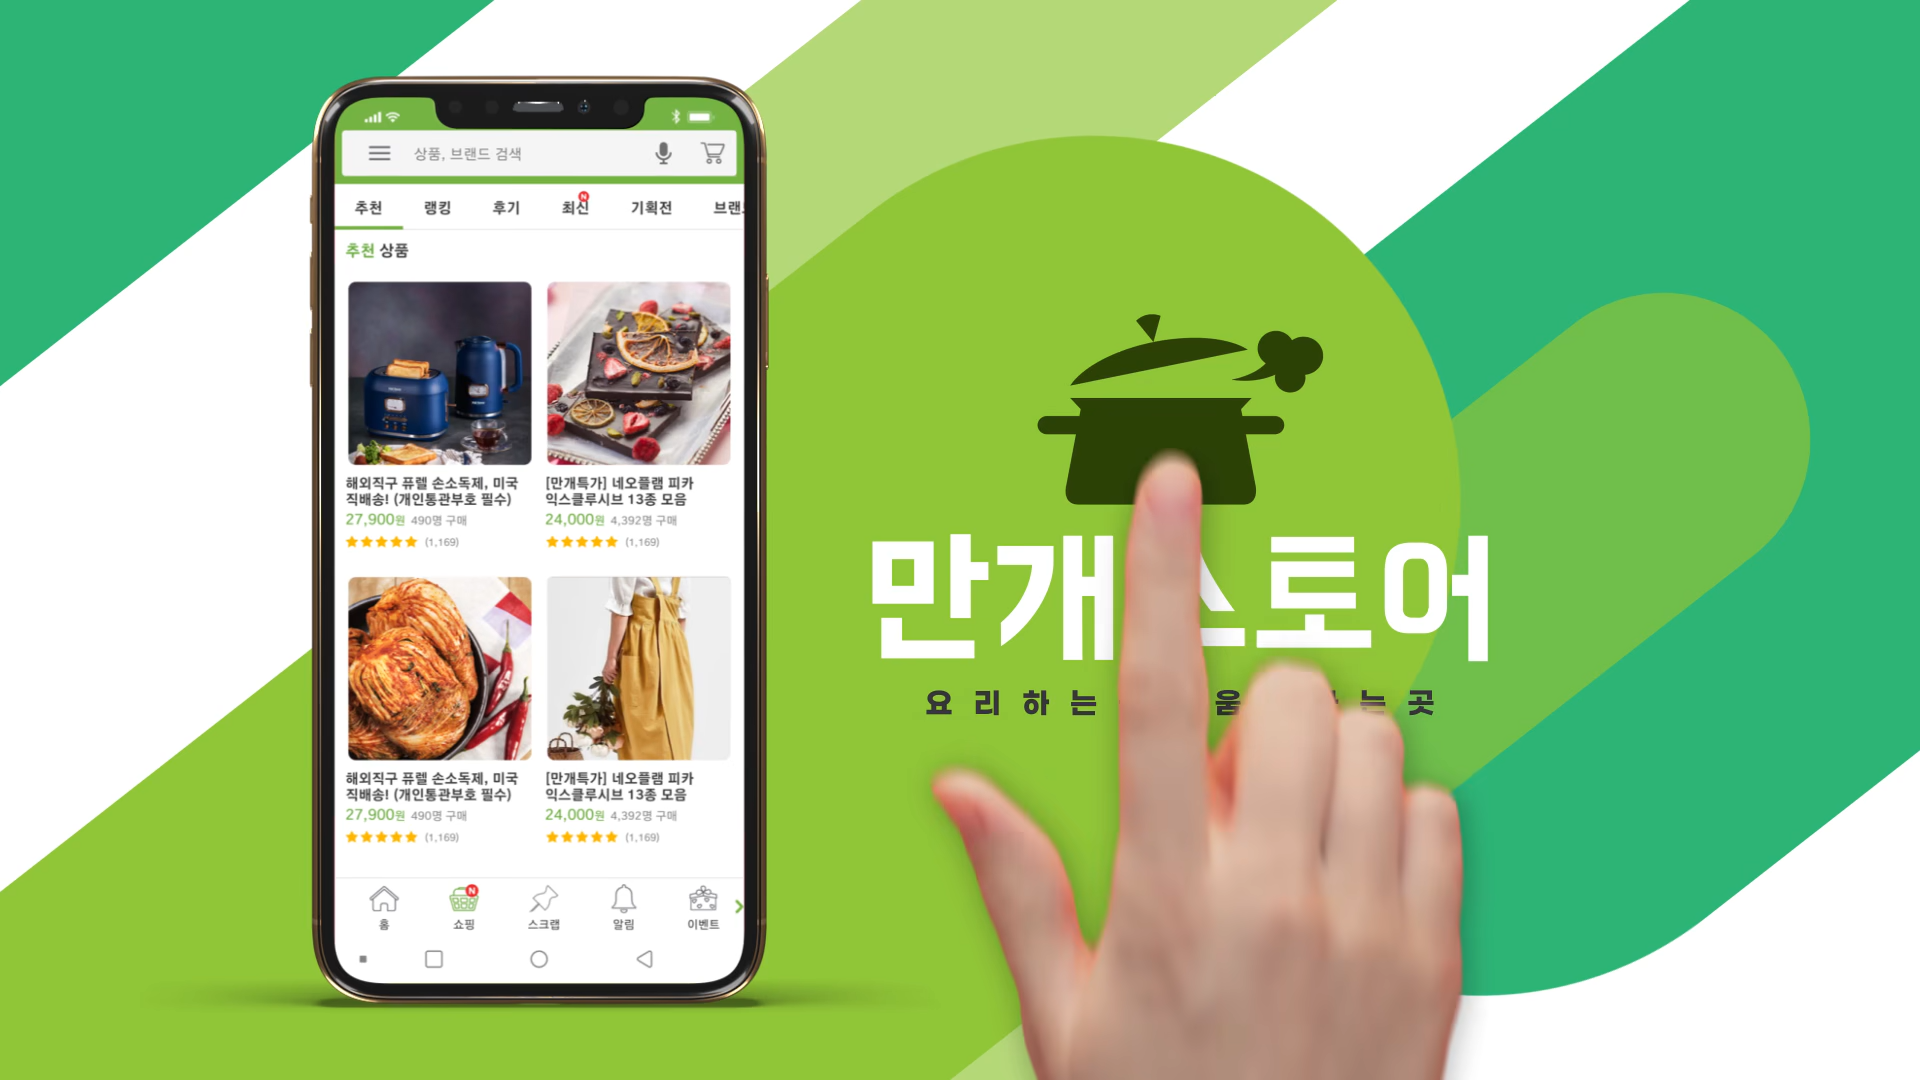 상품, 브랜드 검색
추천 랭킹 후기 최신 기획전
N
추천 상품
해외직구 퓨렐 손소독제, 미국
직배송! (개인통관부호 필수)
27,900원 490명 구매
(1,169)
[만개특가] 네오플램 피카
익스클루시브 13종 모음
24,000원 4,392명 구매
(1,169)
해외직구 퓨렐 손소독제, 미국
직배송! (개인통관부호 필수)
27,900원 490명 구매
(1,169)
[만개특가] 네오플램 피카
익스클루시브 13종 모음
24,000원 4,392명 구매
(1,169)
N
홈 쇼핑 스크랩 알림 이벤트
만개스토어
요리하는 는곳